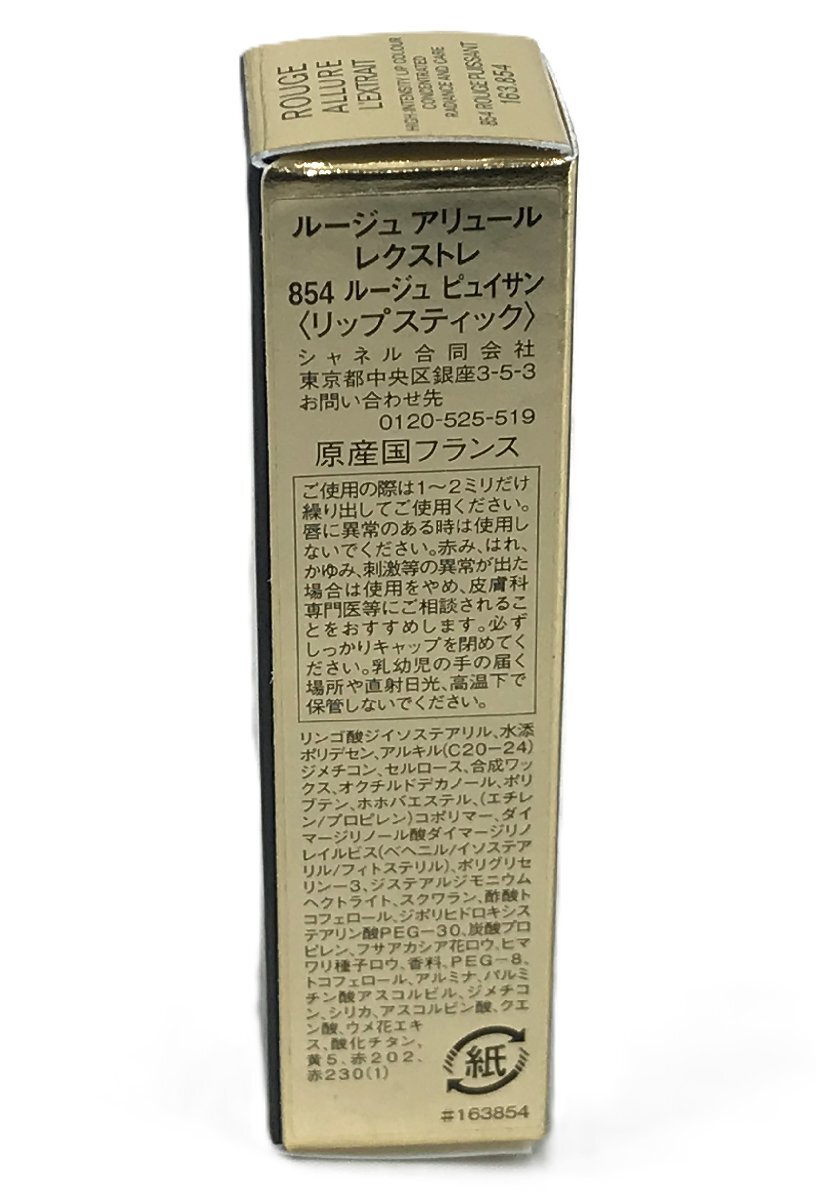 ROUGE
ALLURE
L'EXTRAIT
HIGH-INTENSITY LIP COLOUR
CONCENTRATED
RADIANCE AND CARE
854 ROUGE PUISSANT
163.854
ルージュ アリュール
レクストレ
854 ルージュ ピュイサン
〈リップスティック〉
シャネル合同会社
東京都中央区銀座3-5-3
お問い合わせ先
0120-525-519
原産国フランス
ご使用の際は1〜2ミリだけ
繰り出してご使用ください。
唇に異常のある時は使用し
ないでください。赤み、はれ、
かゆみ、刺激等の異常が出た
場合は使用をやめ、皮膚科
専門医等にご相談されるこ
とをおすすめします。必ず
しっかりキャップを閉めてく
ださい。乳幼児の手の届く
場所や直射日光、高温下で
保管しないでください。
リンゴ酸ジイソステアリル、水添
ポリデセン、アルキル(C20-24)
ジメチコン、セルロース、合成ワッ
クス、オクチルドデカノール、ポリ
ブテン、ホホバエステル、(エチレ
ン/プロピレン)コポリマー、ダイ
マージリノール酸ダイマージリノ
レイルビス(ベヘニル/イソステア
リル/フィトステリル)、ポリグリセ
リン-3、ジステアルジモニウム
ヘクトライト、スクワラン、酢酸ト
コフェロール、ジポリヒドロキシス
テアリン酸PEG-30、炭酸プロ
ピレン、フサアカシア花ロウ、ヒマ
ワリ種子ロウ、香料、PEG-8、
トコフェロール、アルミナ、パルミ
チン酸アスコルビル、ジメチコ
ン、シリカ、アスコルビン酸、クエ
ン酸、ウメ花エキ
ス、酸化チタン、
黄5、赤202、
赤230(1)
紙
#163854